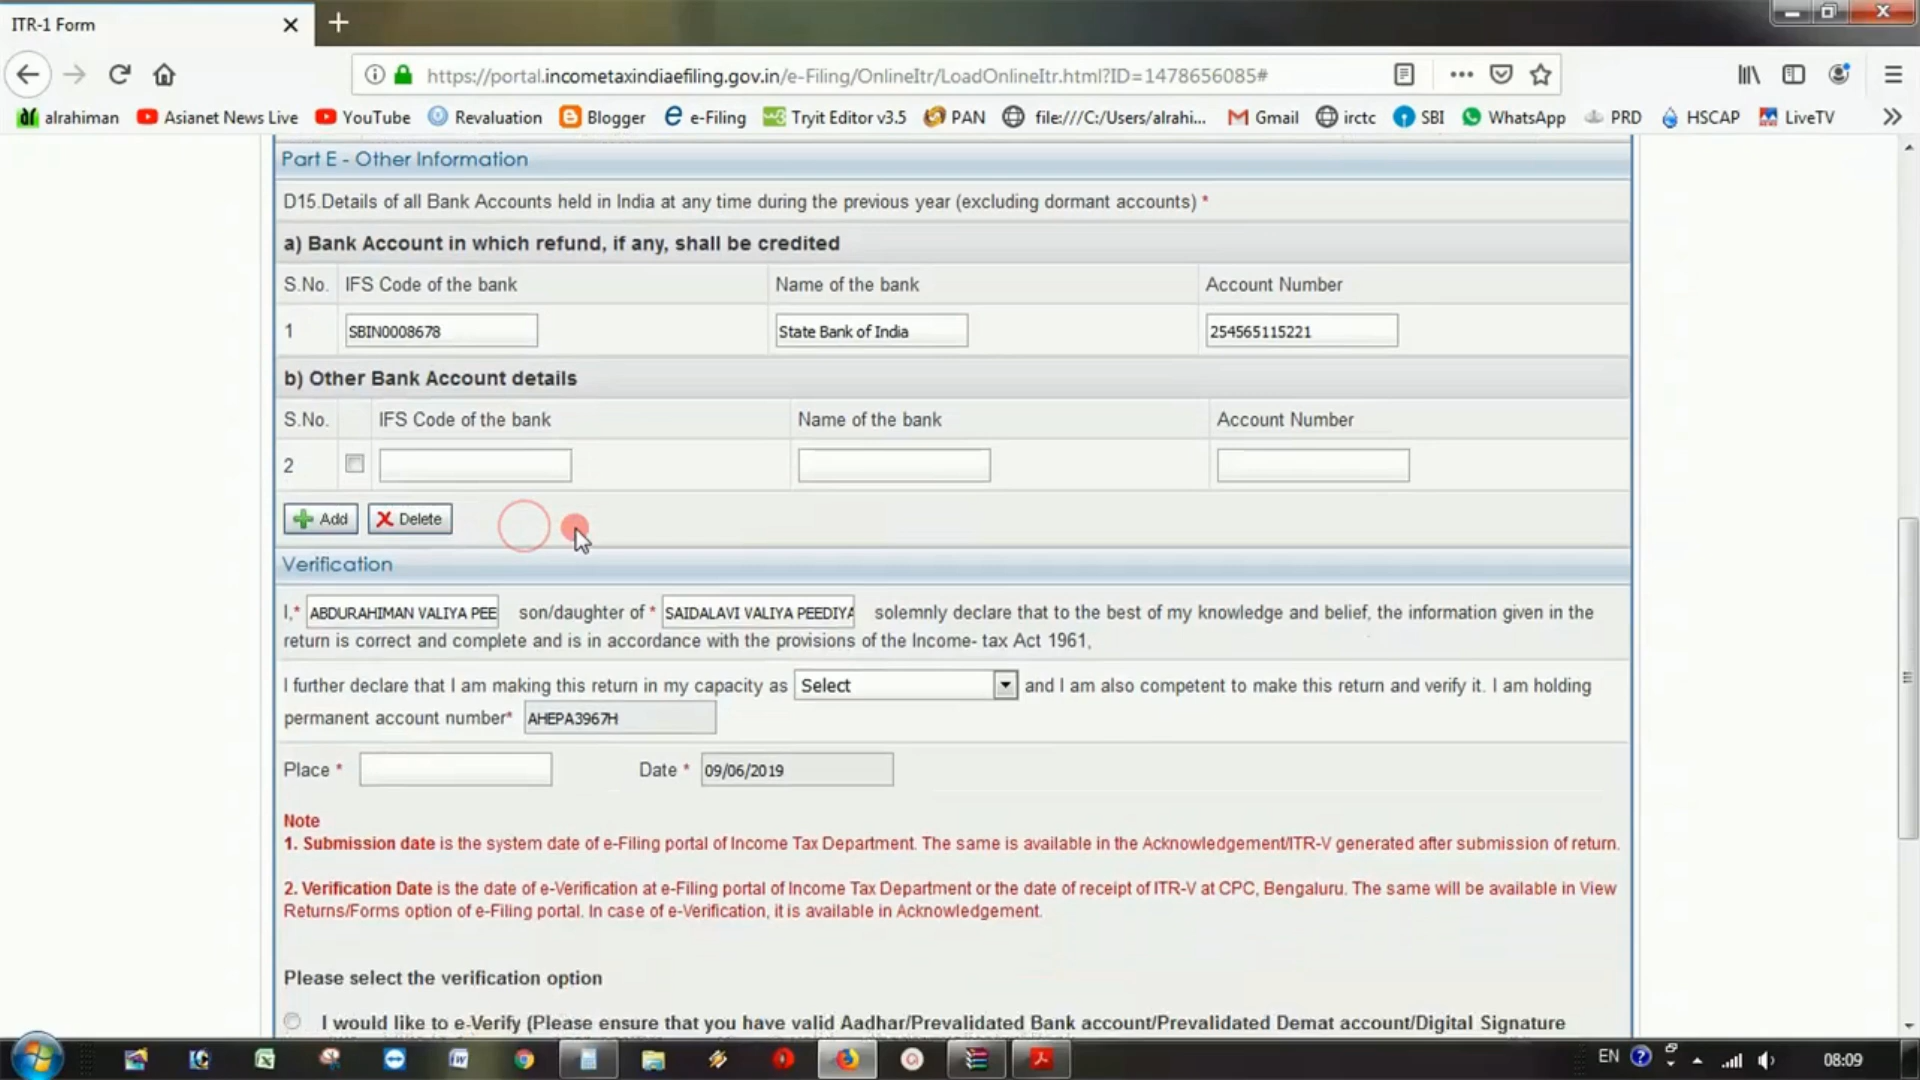 ITR-1 Form
https://portal.incometaxindiaefiling.gov.in/e-Filing/OnlineItr/LoadOnlineItr.html?ID=1478656085#
alrahiman Asianet News Live YouTube Revaluation Blogger e-Filing Tryit Editor v3.5 PAN file:///C:/Users/alrahi... Gmail irctc SBI WhatsApp PRD HSCAP LiveTV
Part E - Other Information
D15.Details of all Bank Accounts held in India at any time during the previous year (excluding dormant accounts) *
a) Bank Account in which refund, if any, shall be credited
S.No. IFS Code of the bank Name of the bank Account Number
1 SBIN0008678 State Bank of India 254565115221
b) Other Bank Account details
S.No. IFS Code of the bank Name of the bank Account Number
2
Add Delete
Verification
I,* ABDURAHIMAN VALIYA PEE son/daughter of * SAIDALAVI VALIYA PEEDIYA solemnly declare that to the best of my knowledge and belief, the information given in the
return is correct and complete and is in accordance with the provisions of the Income- tax Act 1961,
I further declare that I am making this return in my capacity as Select and I am also competent to make this return and verify it. I am holding
permanent account number* AHEPA3967H
Place * Date * 09/06/2019
Note
1. Submission date is the system date of e-Filing portal of Income Tax Department. The same is available in the Acknowledgement/ITR-V generated after submission of return.
2. Verification Date is the date of e-Verification at e-Filing portal of Income Tax Department or the date of receipt of ITR-V at CPC, Bengaluru. The same will be available in View
Returns/Forms option of e-Filing portal. In case of e-Verification, it is available in Acknowledgement.
Please select the verification option
I would like to e-Verify (Please ensure that you have valid Aadhar/Prevalidated Bank account/Prevalidated Demat account/Digital Signature
EN 08:09